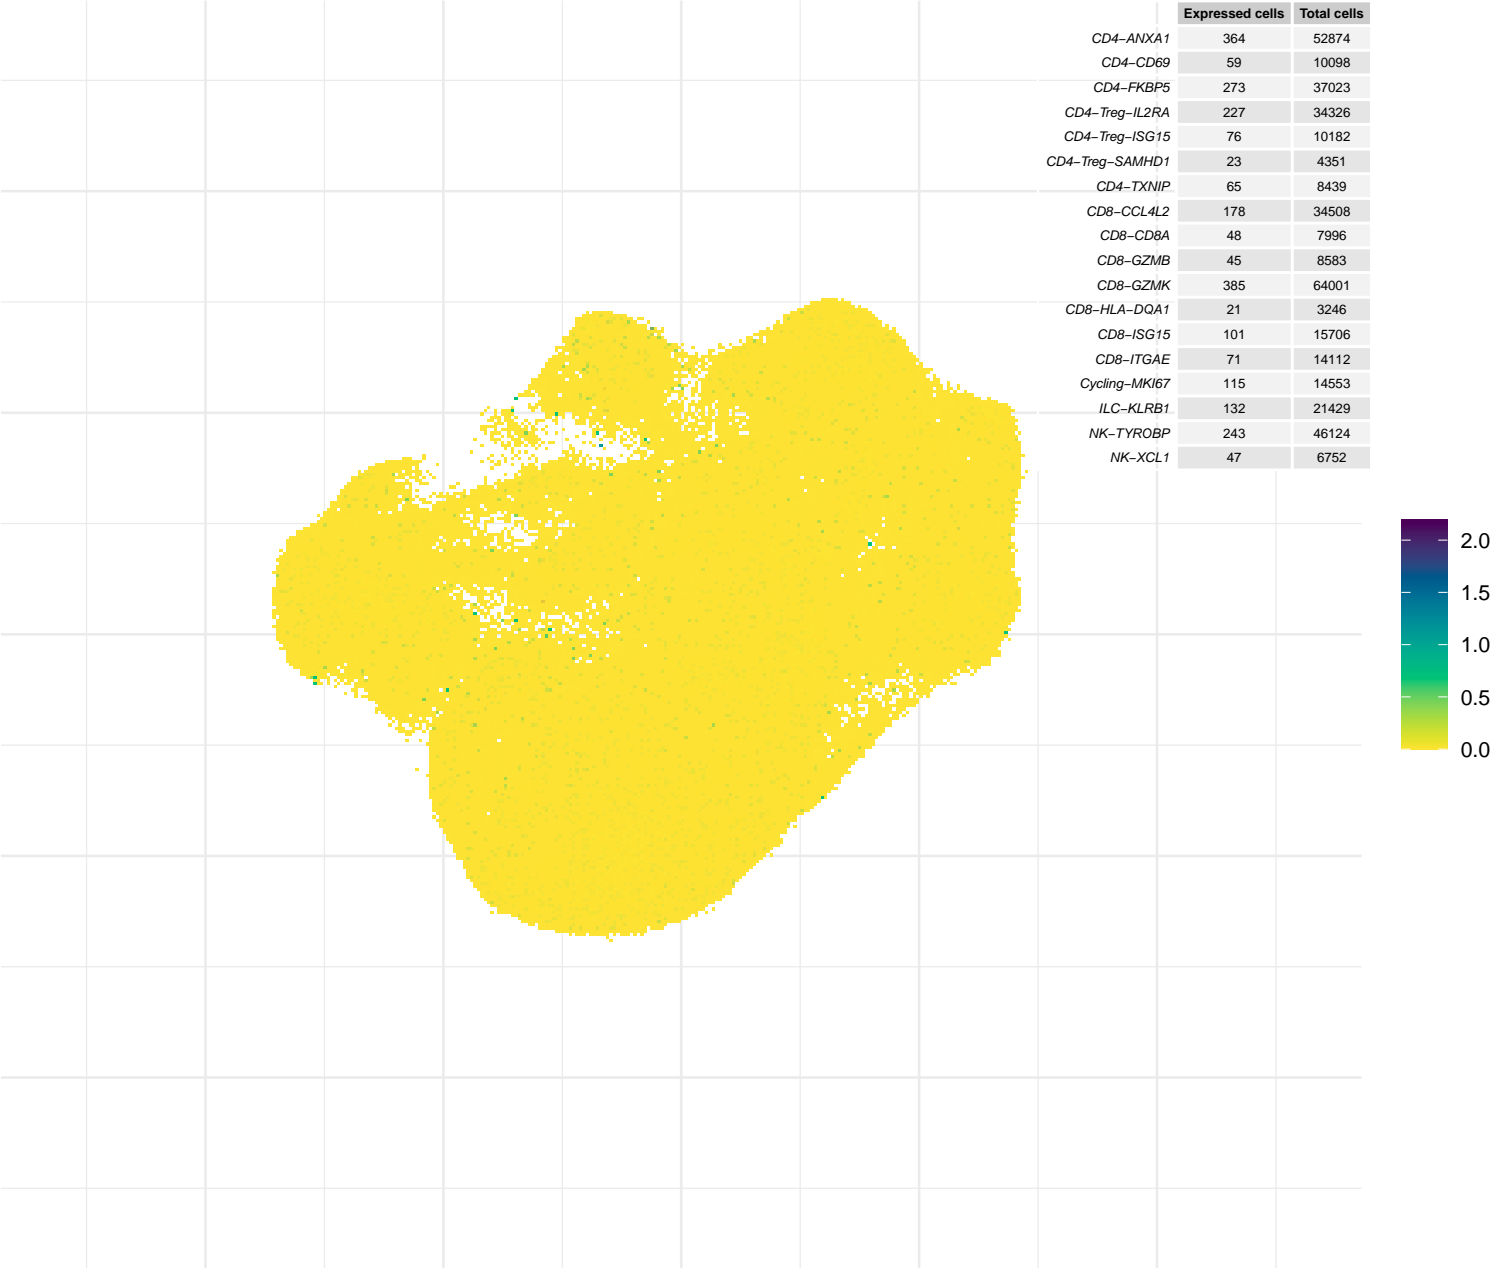 Expressed cells Total cells
CD4−ANXA1 364 52874
CD4−CD69 59 10098
CD4−FKBP5 273 37023
CD4−Treg−IL2RA 227 34326
CD4−Treg−ISG15 76 10182
CD4−Treg−SAMHD1 23 4351
CD4−TXNIP 65 8439
CD8−CCL4L2 178 34508
CD8−CD8A 48 7996
CD8−GZMB 45 8583
CD8−GZMK 385 64001
CD8−HLA−DQA1 21 3246
CD8−ISG15 101 15706
CD8−ITGAE 71 14112
Cycling−MKI67 115 14553
ILC−KLRB1 132 21429
NK−TYROBP 243 46124
NK−XCL1 47 6752
2.0
1.5
1.0
0.5
0.0